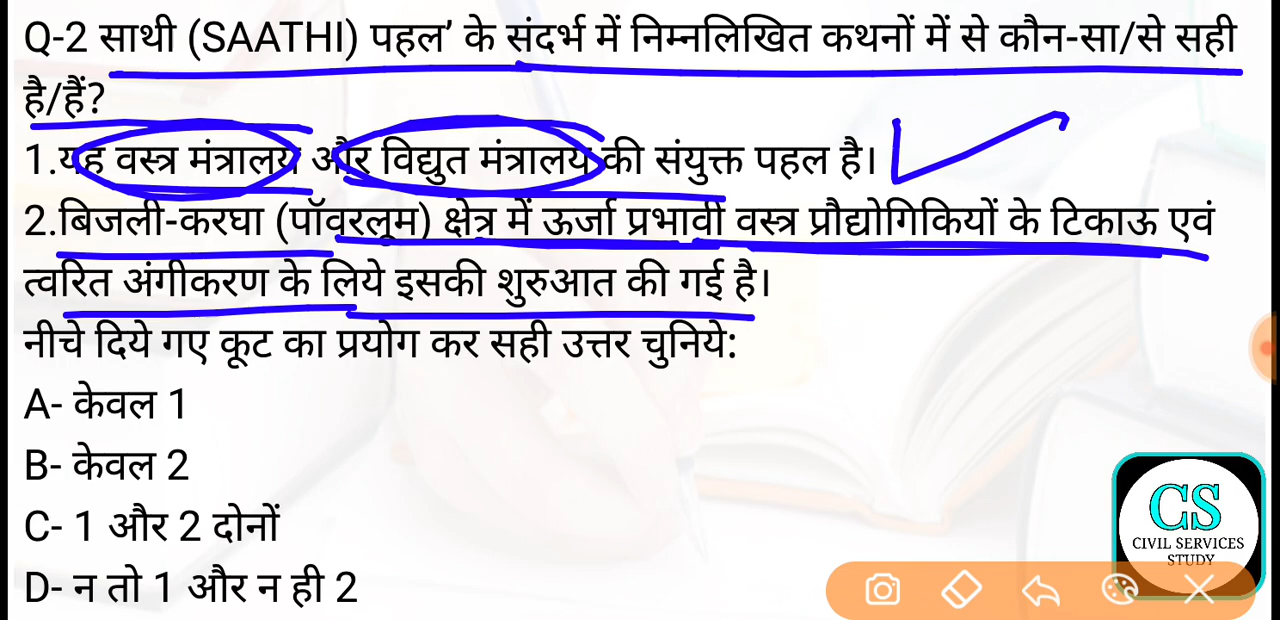 Q-2 साथी (SAATHI) पहल’ के संदर्भ में निम्नलिखित कथनों में से कौन-सा/से सही
है/हैं?
1.यह वस्त्र मंत्रालय और विद्युत मंत्रालय की संयुक्त पहल है।
2.बिजली-करघा (पॉवरलूम) क्षेत्र में ऊर्जा प्रभावी वस्त्र प्रौद्योगिकियों के टिकाऊ एवं
त्वरित अंगीकरण के लिये इसकी शुरुआत की गई है।
नीचे दिये गए कूट का प्रयोग कर सही उत्तर चुनिये:
A- केवल 1
B- केवल 2
C- 1 और 2 दोनों
D- न तो 1 और न ही 2
CS
CIVIL SERVICES
STUDY